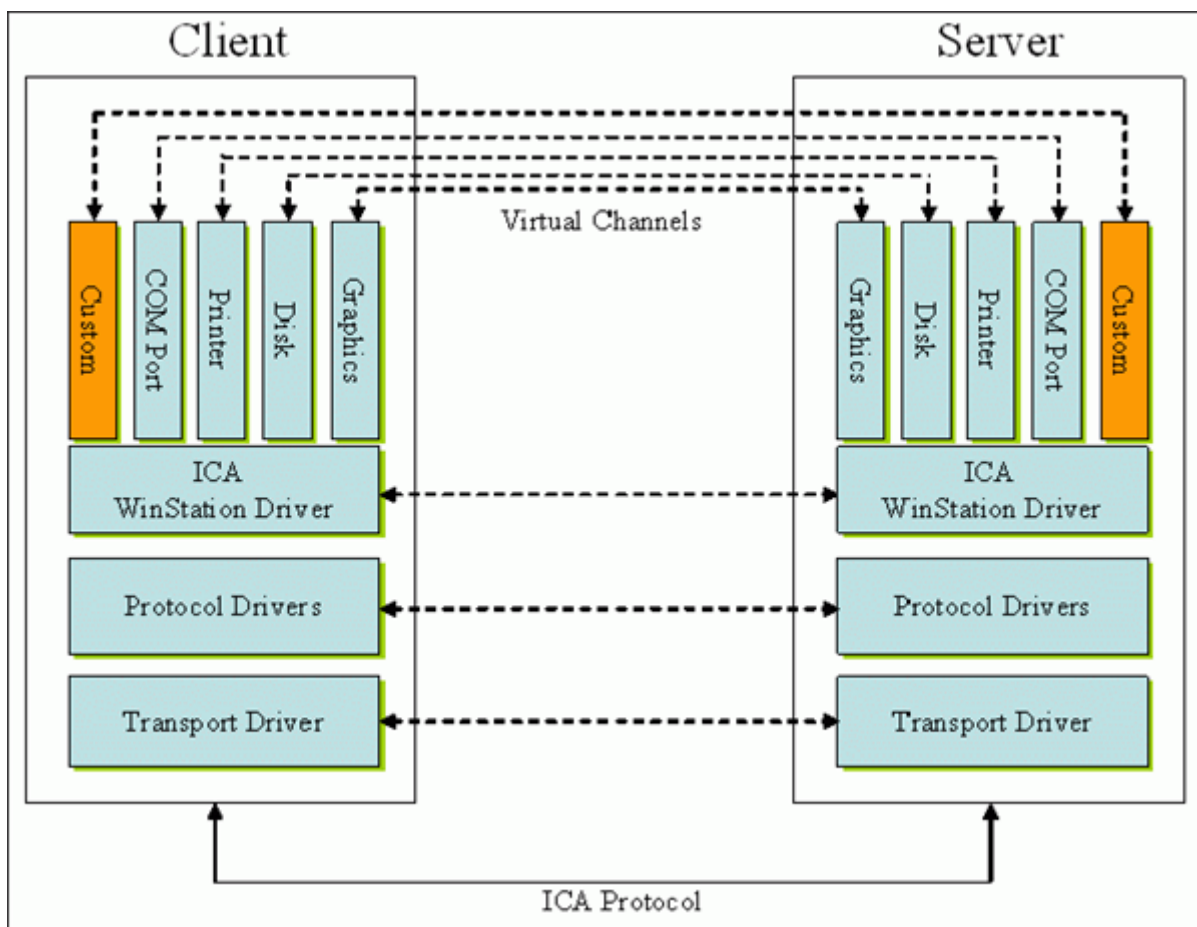 Client
Server
Virtual Channels
Custom
COM Port
Printer
Disk
Graphics
Graphics
Disk
Printer
COM Port
Custom
ICA
WinStation Driver
ICA
WinStation Driver
Protocol Drivers
Protocol Drivers
Transport Driver
Transport Driver
ICA Protocol